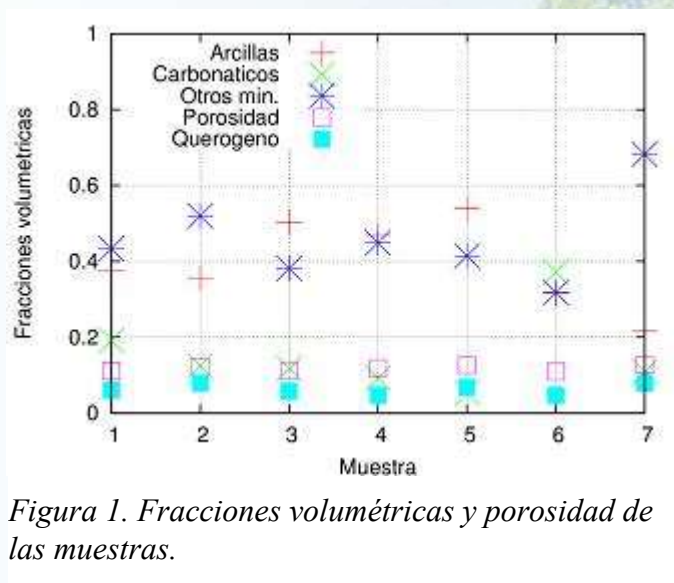 1
Arcillas
Carbonaticos
Otros min.
Porosidad
Querogeno
0.8
0.6
0.4
0.2
0
Fracciones volumetricas
1 2 3 4 5 6 7
Muestra
Figura 1. Fracciones volumétricas y porosidad de
las muestras.